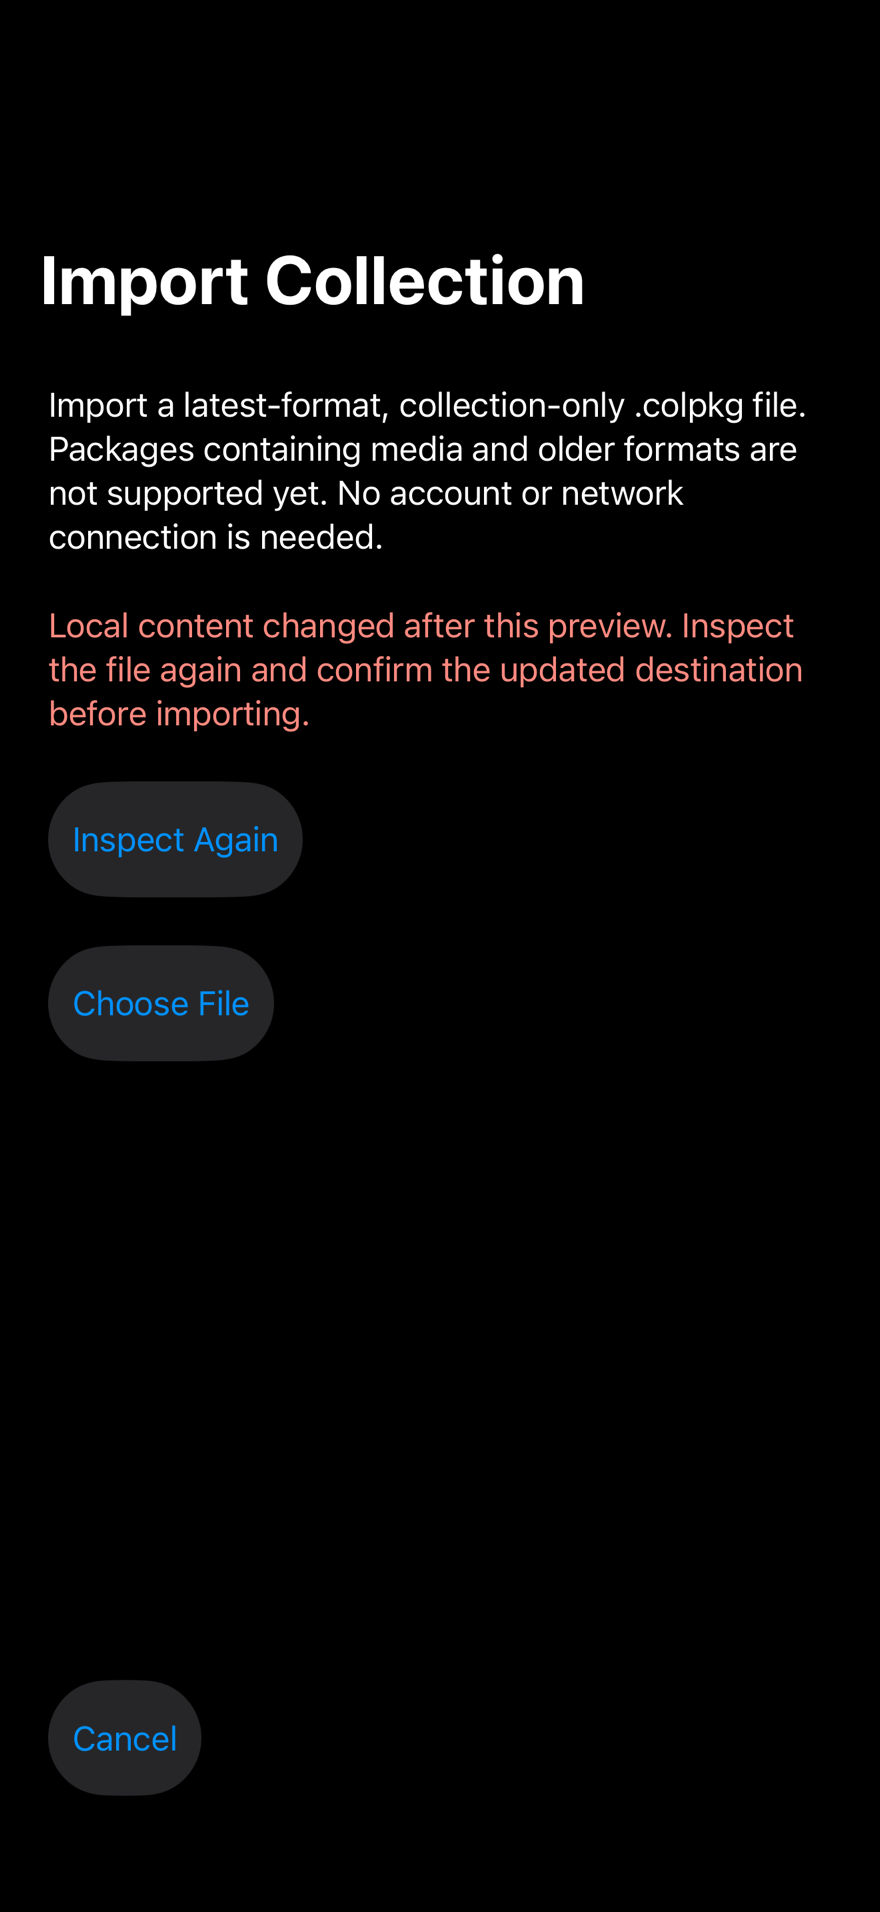 Import Collection
Import a latest-format, collection-only .colpkg file.
Packages containing media and older formats are
not supported yet. No account or network
connection is needed.
Local content changed after this preview. Inspect
the file again and confirm the updated destination
before importing.
Inspect Again
Choose File
Cancel